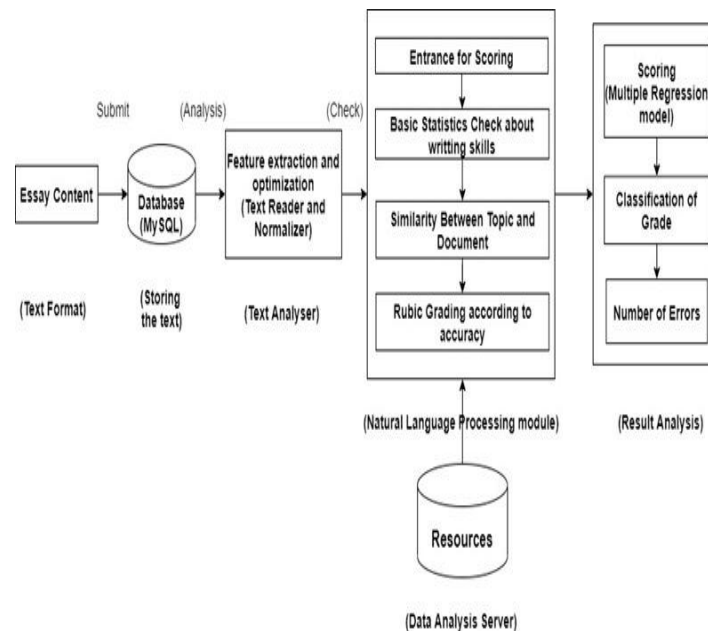 Submit
(Analysis)
(Check)
Essay Content
(Text Format)
Database
(MySQL)
(Storing
the text)
Feature extraction and
optimization
(Text Reader and
Normalizer)
(Text Analyser)
Entrance for Scoring
Basic Statistics Check about
writting skills
Similarity Between Topic and
Document
Rubic Grading according to
accuracy
(Natural Language Processing module)
Resources
(Data Analysis Server)
Scoring
(Multiple Regression
model)
Classification of
Grade
Number of Errors
(Result Analysis)